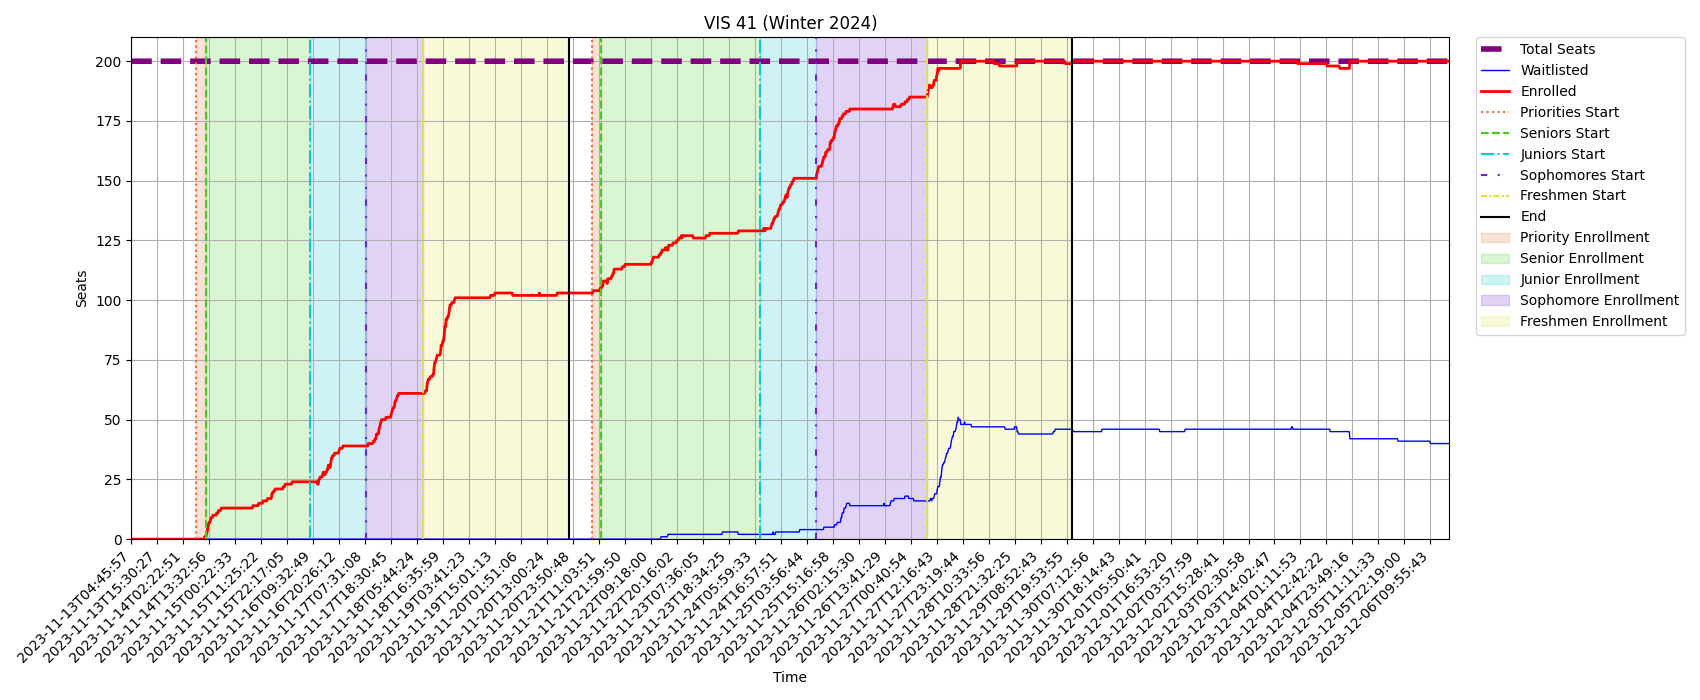 VIS 41 (Winter 2024)
Seats
200
175
150
125
100
75
50
25
0
2023-11-13T04:45:57
2023-11-13T15:30:27
2023-11-14T02:22:51
2023-11-14T13:32:56
2023-11-15T00:22:33
2023-11-15T11:25:22
2023-11-15T22:17:05
2023-11-16T09:32:49
2023-11-16T20:26:12
2023-11-17T07:31:08
2023-11-17T18:30:45
2023-11-18T05:44:24
2023-11-18T16:35:59
2023-11-19T03:41:23
2023-11-19T15:01:13
2023-11-20T01:51:06
2023-11-20T13:00:24
2023-11-20T23:50:48
2023-11-21T11:03:51
2023-11-21T21:59:50
2023-11-22T09:18:00
2023-11-22T20:16:02
2023-11-23T07:36:05
2023-11-23T18:34:25
2023-11-24T05:59:33
2023-11-24T16:57:51
2023-11-25T03:56:44
2023-11-25T15:16:58
2023-11-26T02:15:30
2023-11-26T13:41:29
2023-11-27T00:40:54
2023-11-27T12:16:43
2023-11-27T23:19:44
2023-11-28T10:33:56
2023-11-28T21:32:25
2023-11-29T08:52:43
2023-11-29T19:53:55
2023-11-30T07:12:56
2023-11-30T18:14:43
2023-12-01T05:50:41
2023-12-01T16:53:20
2023-12-02T03:57:59
2023-12-02T15:28:41
2023-12-03T02:30:58
2023-12-03T14:02:47
2023-12-04T01:11:53
2023-12-04T12:42:22
2023-12-04T23:49:16
2023-12-05T11:11:33
2023-12-05T22:19:00
2023-12-06T09:55:43
Time
Total Seats
Waitlisted
Enrolled
Priorities Start
Seniors Start
Juniors Start
Sophomores Start
Freshmen Start
End
Priority Enrollment
Senior Enrollment
Junior Enrollment
Sophomore Enrollment
Freshmen Enrollment